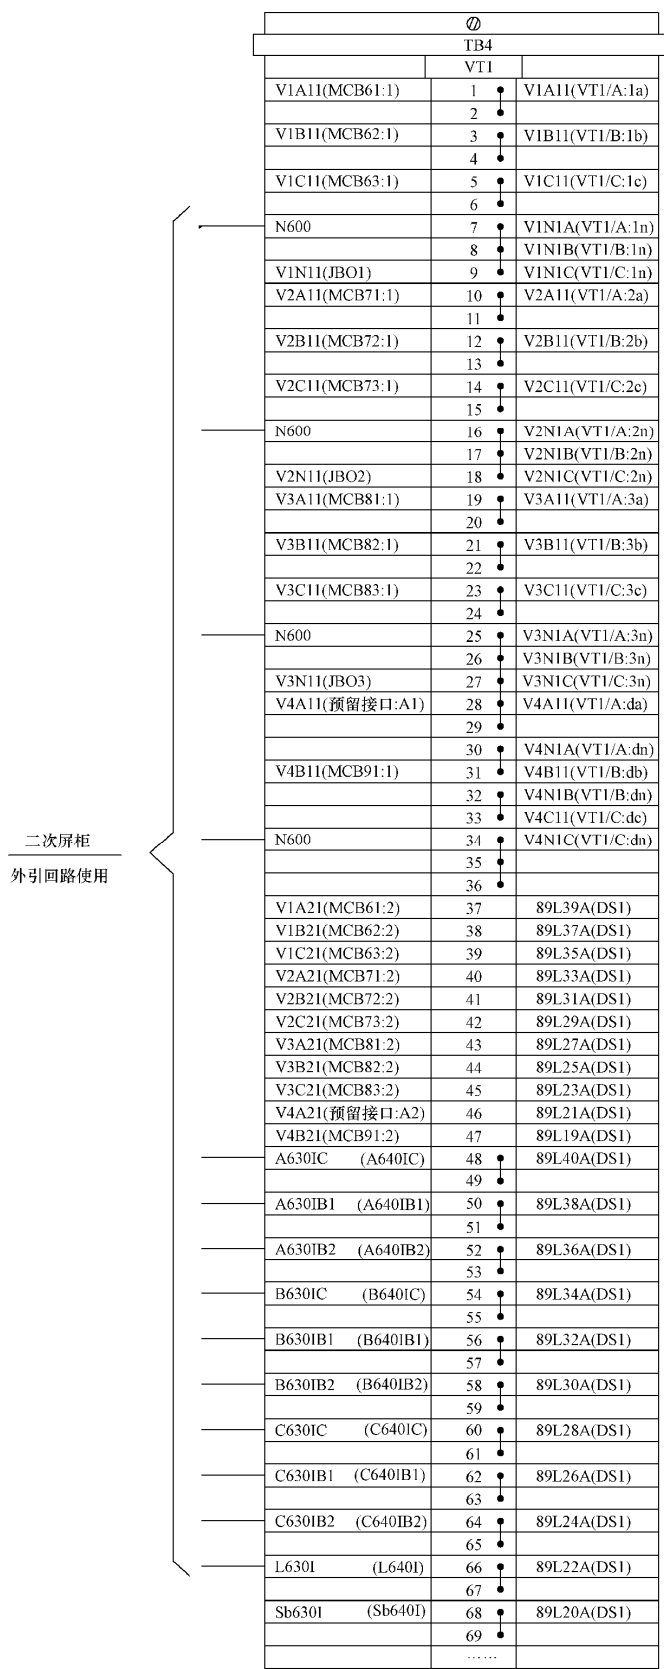 TB4
VT1
V1A11(MCB61:1) 1 V1A11(VT1/A:1a)
2
V1B11(MCB62:1) 3 V1B11(VT1/B:1b)
4
V1C11(MCB63:1) 5 V1C11(VT1/C:1c)
6
N600 7 V1N1A(VT1/A:1n)
8 V1N1B(VT1/B:1n)
V1N11(JBO1) 9 V1N1C(VT1/C:1n)
V2A11(MCB71:1) 10 V2A11(VT1/A:2a)
11
V2B11(MCB72:1) 12 V2B11(VT1/B:2b)
13
V2C11(MCB73:1) 14 V2C11(VT1/C:2c)
15
N600 16 V2N1A(VT1/A:2n)
17 V2N1B(VT1/B:2n)
V2N11(JBO2) 18 V2N1C(VT1/C:2n)
V3A11(MCB81:1) 19 V3A11(VT1/A:3a)
20
V3B11(MCB82:1) 21 V3B11(VT1/B:3b)
22
V3C11(MCB83:1) 23 V3C11(VT1/C:3c)
24
N600 25 V3N1A(VT1/A:3n)
26 V3N1B(VT1/B:3n)
V3N11(JBO3) 27 V3N1C(VT1/C:3n)
V4A11(预留接口:A1) 28 V4A11(VT1/A:da)
29
30 V4N1A(VT1/A:dn)
V4B11(MCB91:1) 31 V4B11(VT1/B:db)
32 V4N1B(VT1/B:dn)
33 V4C11(VT1/C:dc)
二次屏柜
外引回路使用
N600 34 V4N1C(VT1/C:dn)
35
36
V1A21(MCB61:2) 37 89L39A(DS1)
V1B21(MCB62:2) 38 89L37A(DS1)
V1C21(MCB63:2) 39 89L35A(DS1)
V2A21(MCB71:2) 40 89L33A(DS1)
V2B21(MCB72:2) 41 89L31A(DS1)
V2C21(MCB73:2) 42 89L29A(DS1)
V3A21(MCB81:2) 43 89L27A(DS1)
V3B21(MCB82:2) 44 89L25A(DS1)
V3C21(MCB83:2) 45 89L23A(DS1)
V4A21(预留接口:A2) 46 89L21A(DS1)
V4B21(MCB91:2) 47 89L19A(DS1)
A630IC (A640IC) 48 89L40A(DS1)
49
A630IB1 (A640IB1) 50 89L38A(DS1)
51
A630IB2 (A640IB2) 52 89L36A(DS1)
53
B630IC (B640IC) 54 89L34A(DS1)
55
B630IB1 (B640IB1) 56 89L32A(DS1)
57
B630IB2 (B640IB2) 58 89L30A(DS1)
59
C630IC (C640IC) 60 89L28A(DS1)
61
C630IB1 (C640IB1) 62 89L26A(DS1)
63
C630IB2 (C640IB2) 64 89L24A(DS1)
65
L630I (L640I) 66 89L22A(DS1)
67
Sb630I (Sb640I) 68 89L20A(DS1)
69
……